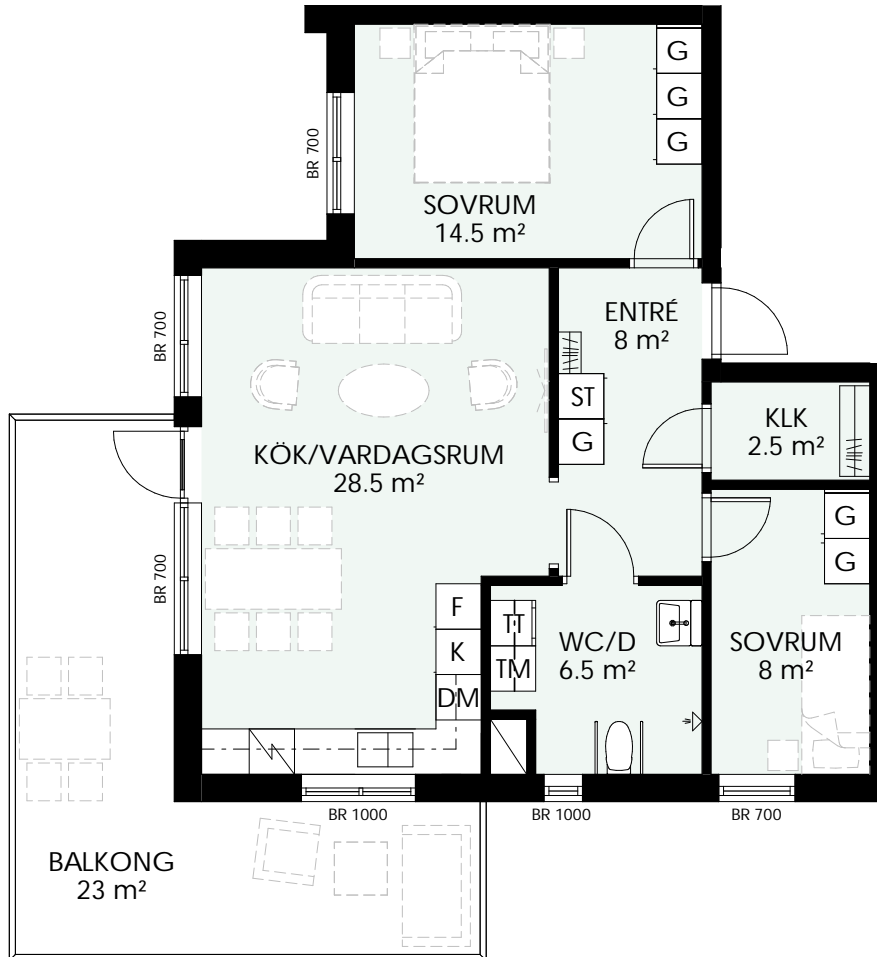 G
G
G
BR 700
SOVRUM
14.5 m²
BR 700
ENTRÉ
8 m²
ST
G
KLK
2.5 m²
KÖK/VARDAGSRUM
28.5 m²
G
G
BR 700
F
K
DM
TT
TM
WC/D
6.5 m²
SOVRUM
8 m²
BR 1000
BR 1000
BR 700
BALKONG
23 m²